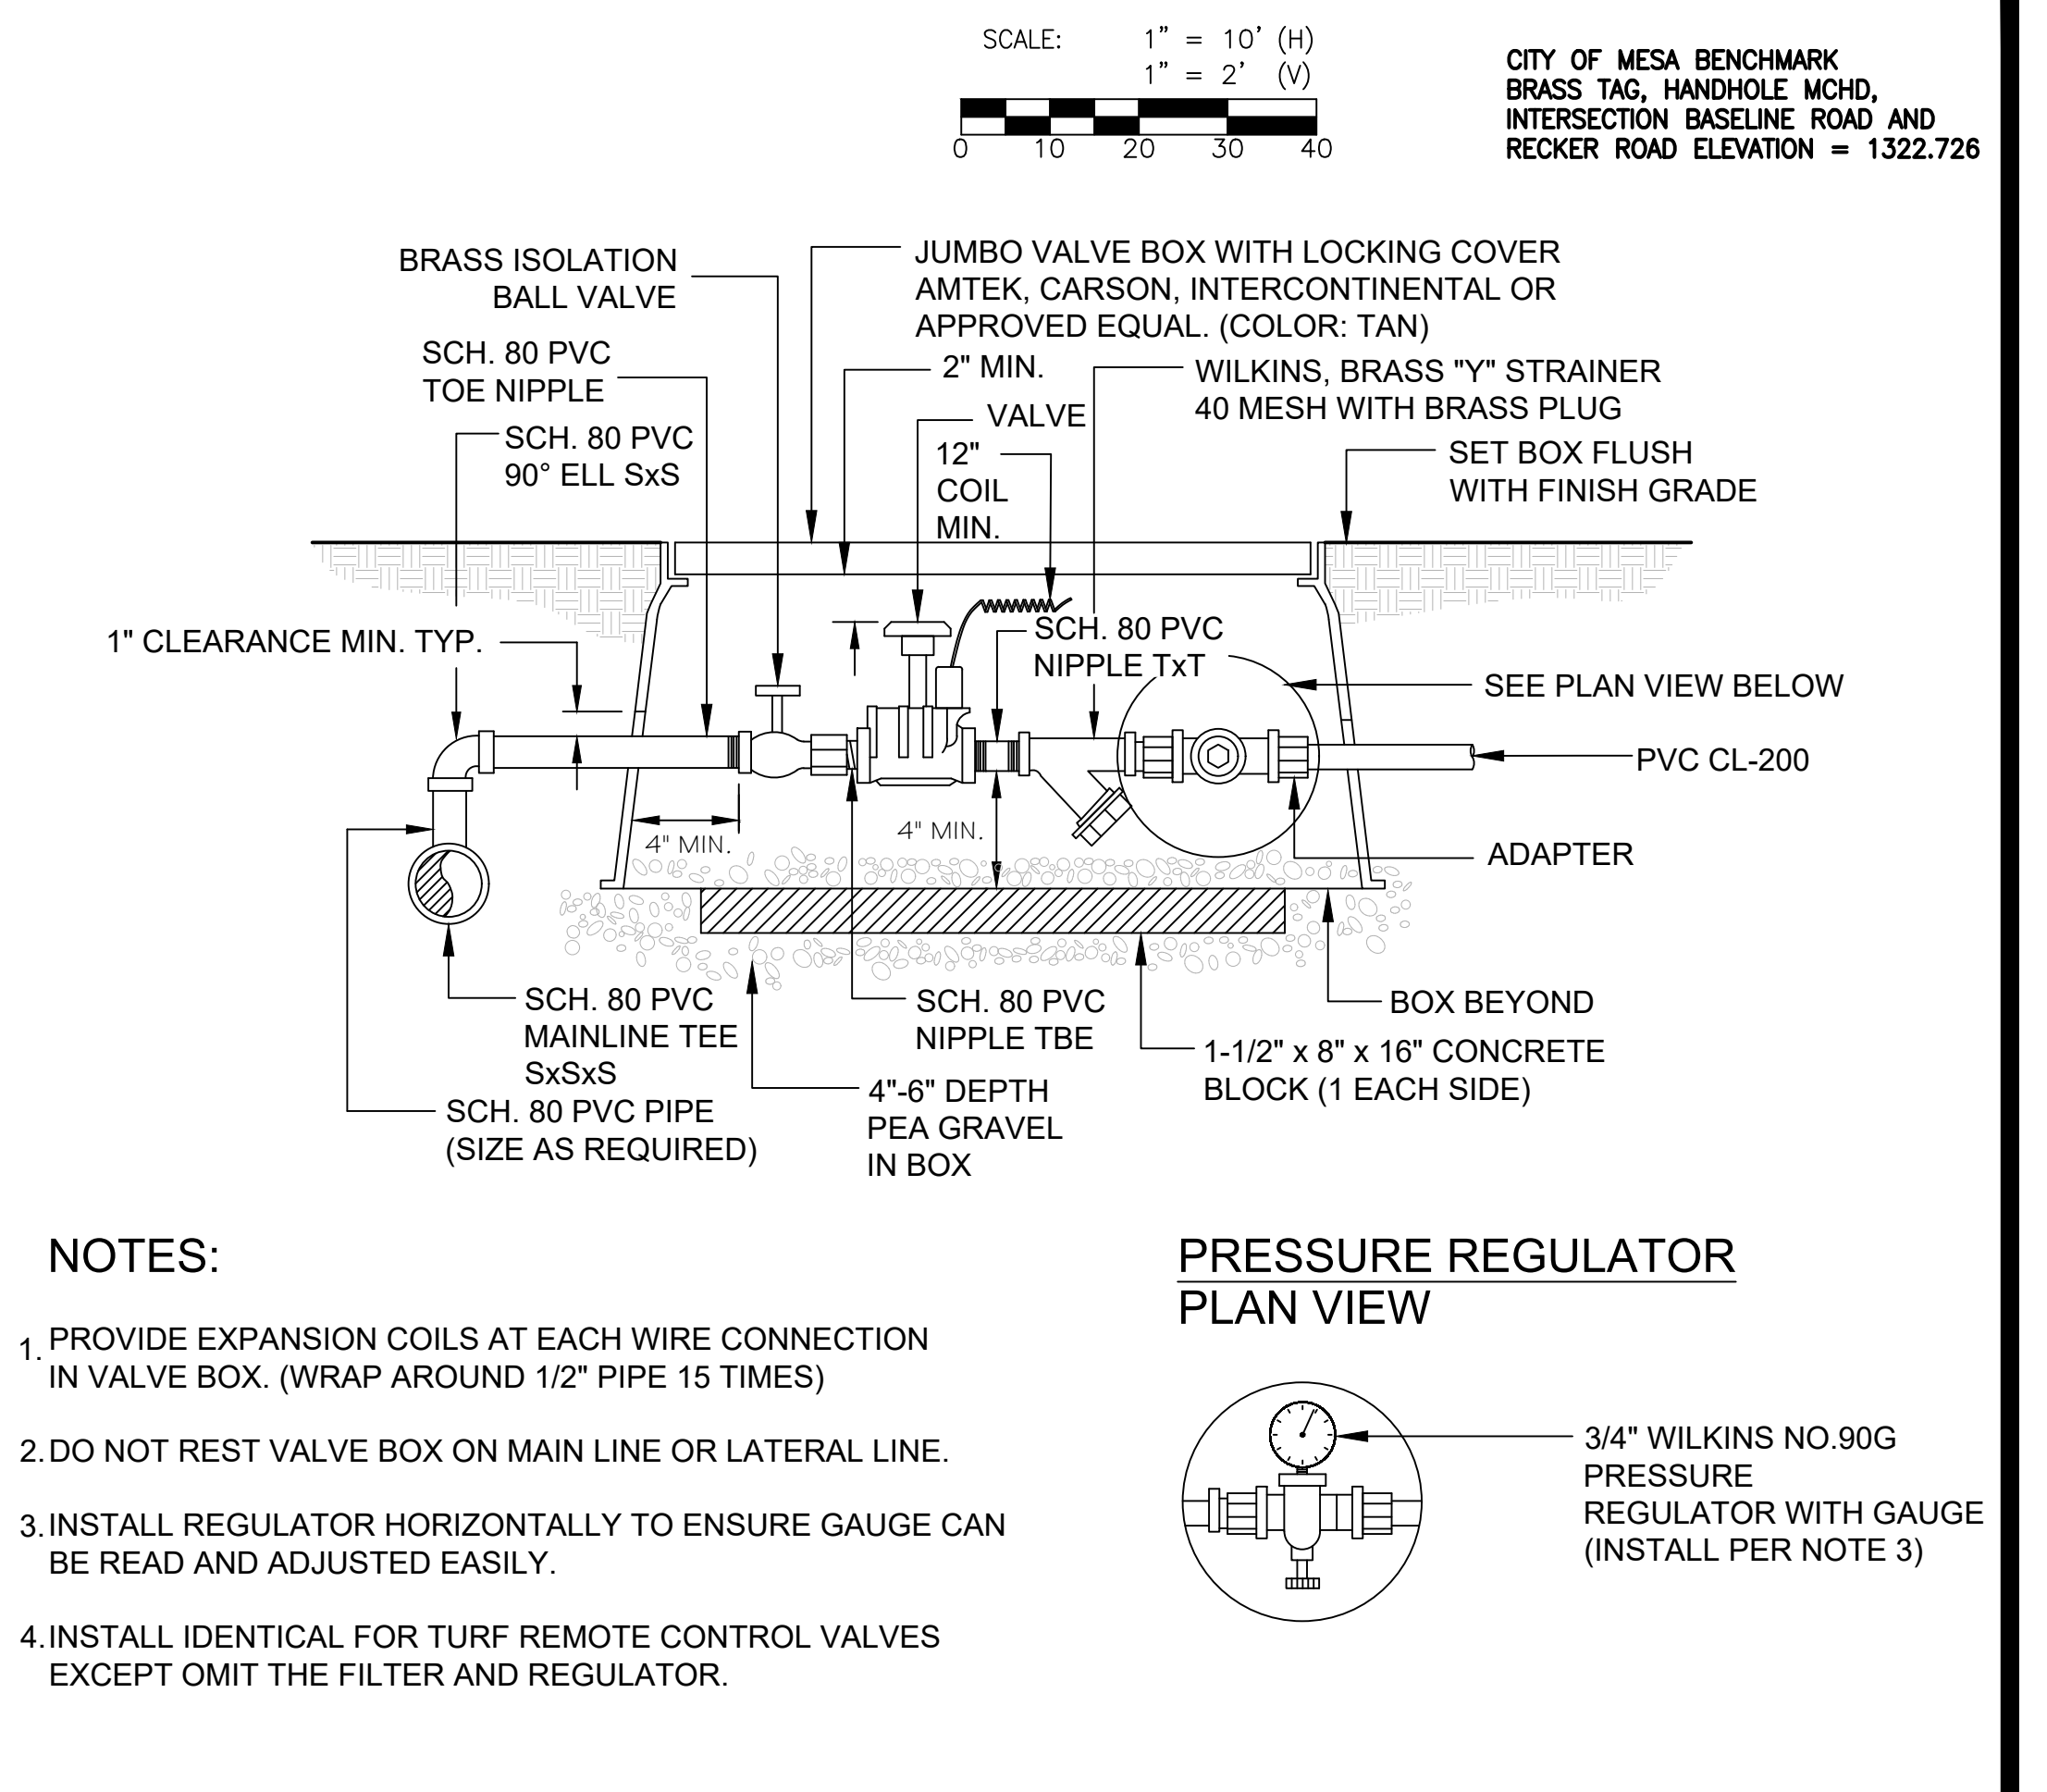 SCALE: 1" = 10' (H)
1" = 2' (V)
0 10 20 30 40
CITY OF MESA BENCHMARK
BRASS TAG, HANDHOLE MCHD,
INTERSECTION BASELINE ROAD AND
RECKER ROAD ELEVATION = 1322.726
BRASS ISOLATION
BALL VALVE
JUMBO VALVE BOX WITH LOCKING COVER
AMTEK, CARSON, INTERCONTINENTAL OR
APPROVED EQUAL. (COLOR: TAN)
SCH. 80 PVC
TOE NIPPLE
2" MIN.
WILKINS, BRASS "Y" STRAINER
40 MESH WITH BRASS PLUG
VALVE
SCH. 80 PVC
90° ELL SxS
12"
COIL
MIN.
SET BOX FLUSH
WITH FINISH GRADE
1" CLEARANCE MIN. TYP.
SCH. 80 PVC
NIPPLE TxT
SEE PLAN VIEW BELOW
PVC CL-200
4" MIN.
4" MIN.
ADAPTER
SCH. 80 PVC
MAINLINE TEE
SxSxS
SCH. 80 PVC
NIPPLE TBE
BOX BEYOND
1-1/2" x 8" x 16" CONCRETE
BLOCK (1 EACH SIDE)
SCH. 80 PVC PIPE
(SIZE AS REQUIRED)
4"-6" DEPTH
PEA GRAVEL
IN BOX
NOTES:
1. PROVIDE EXPANSION COILS AT EACH WIRE CONNECTION
IN VALVE BOX. (WRAP AROUND 1/2" PIPE 15 TIMES)
2. DO NOT REST VALVE BOX ON MAIN LINE OR LATERAL LINE.
3. INSTALL REGULATOR HORIZONTALLY TO ENSURE GAUGE CAN
BE READ AND ADJUSTED EASILY.
4. INSTALL IDENTICAL FOR TURF REMOTE CONTROL VALVES
EXCEPT OMIT THE FILTER AND REGULATOR.
PRESSURE REGULATOR
PLAN VIEW
3/4" WILKINS NO.90G
PRESSURE
REGULATOR WITH GAUGE
(INSTALL PER NOTE 3)